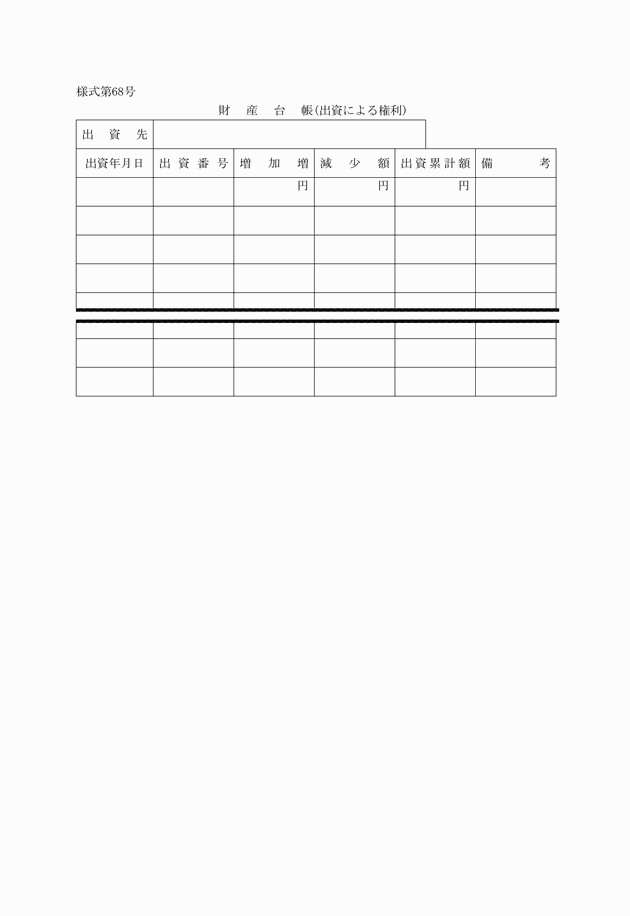 様式第68号
財産台帳(出資による権利)
出資先
出資年月日 出資番号 増加増 減少額 出資累計額 備考
円 円 円